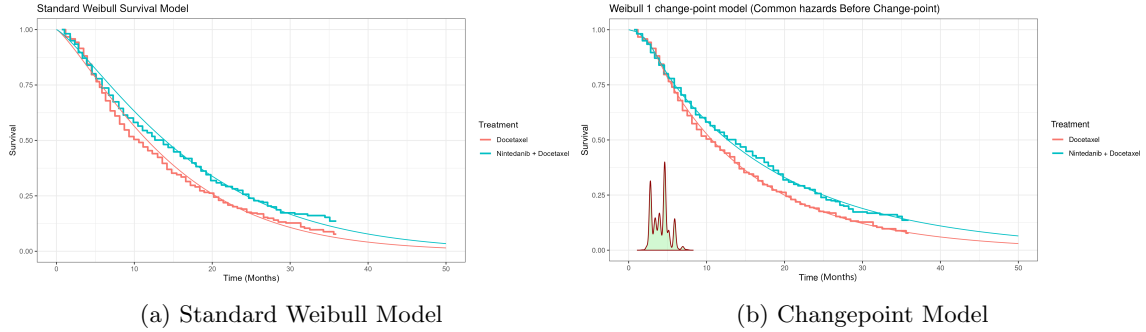 Standard Weibull Survival Model
1.00
0.75
0.50
0.25
0.00
Survival
0
10
20
30
40
50
Time (Months)
Treatment
Docetaxel
Nintedanib + Docetaxel
(a) Standard Weibull Model
Weibull 1 change-point model (Common hazards Before Change-point)
1.00
0.75
0.50
0.25
0.00
Survival
0
10
20
30
40
50
Time (Months)
Treatment
Docetaxel
Nintedanib + Docetaxel
(b) Changepoint Model